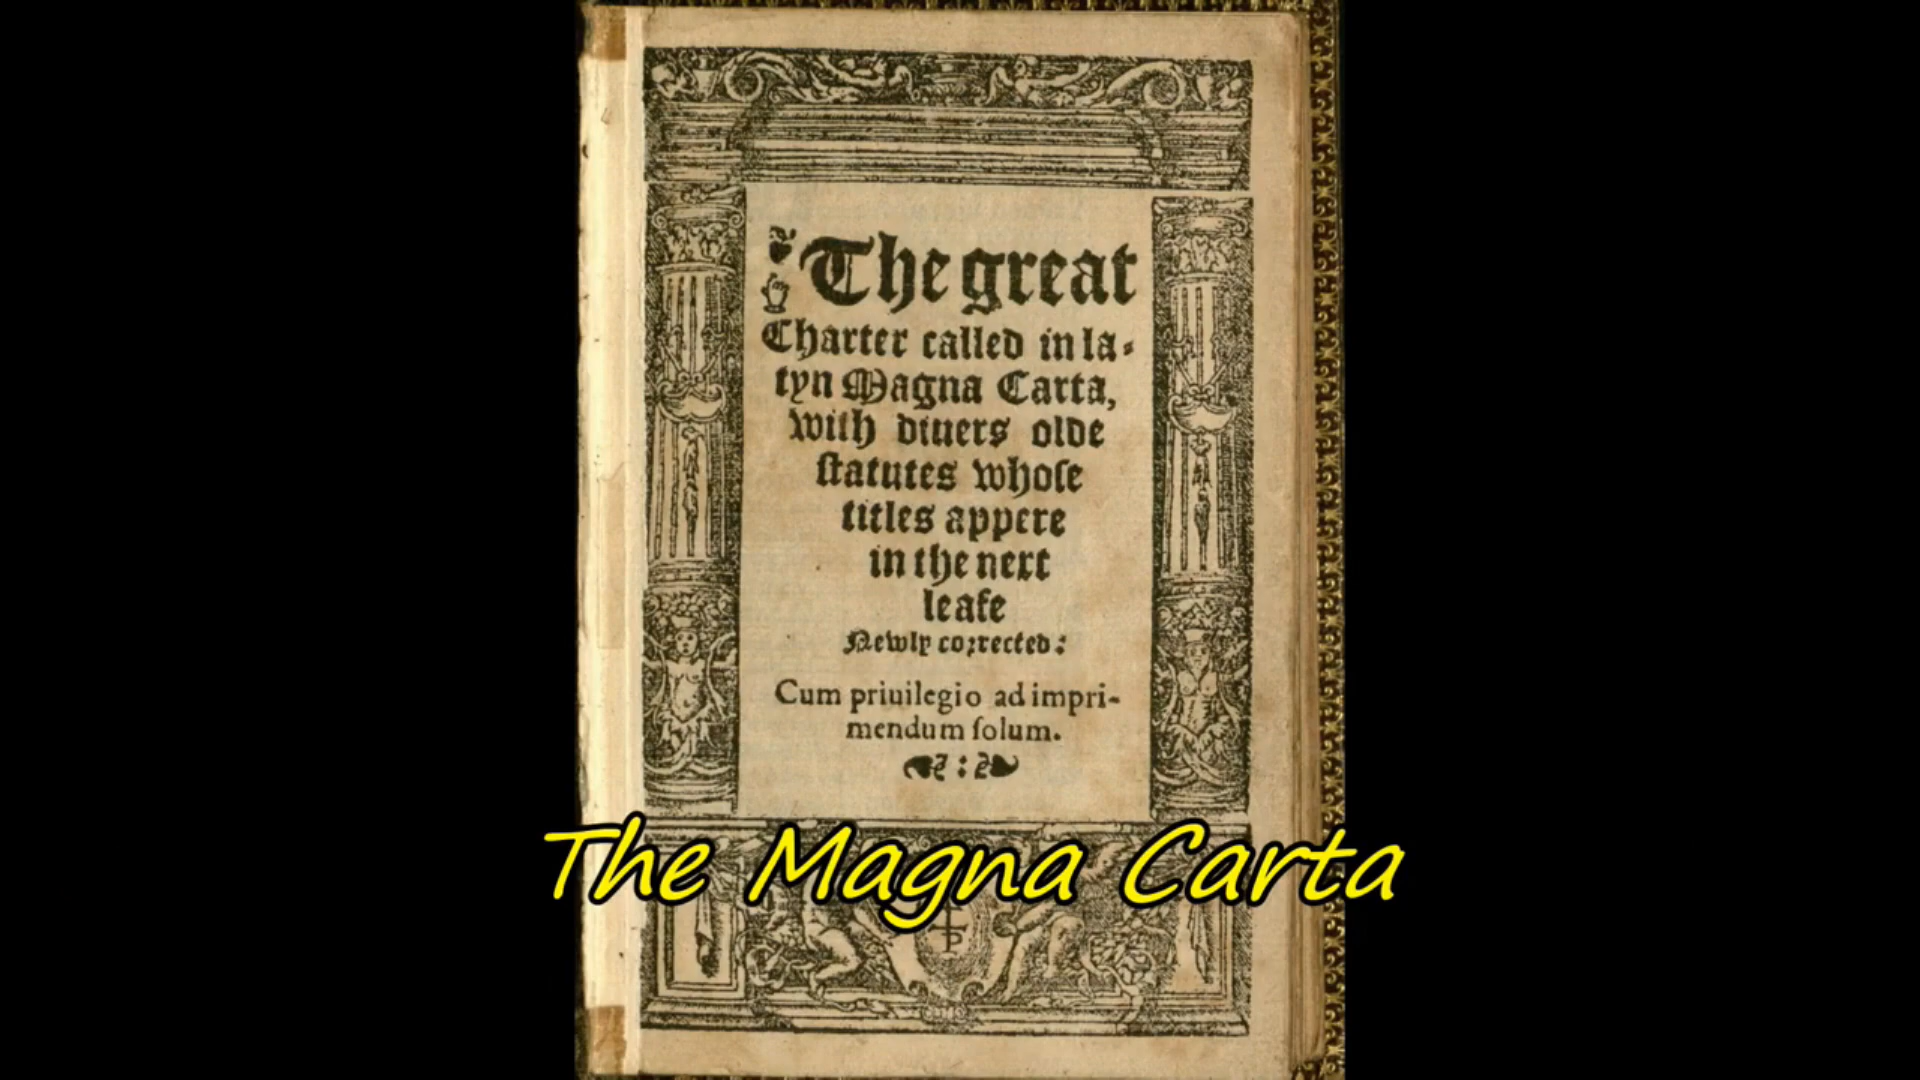 The great
Charter called in la-
tyn Magna Carta,
with diuers olde
ſtatutes whoſe
titles appere
in the next
leafe
Newly corrected:
Cum priuilegio ad impri-
mendum ſolum.
The Magna Carta